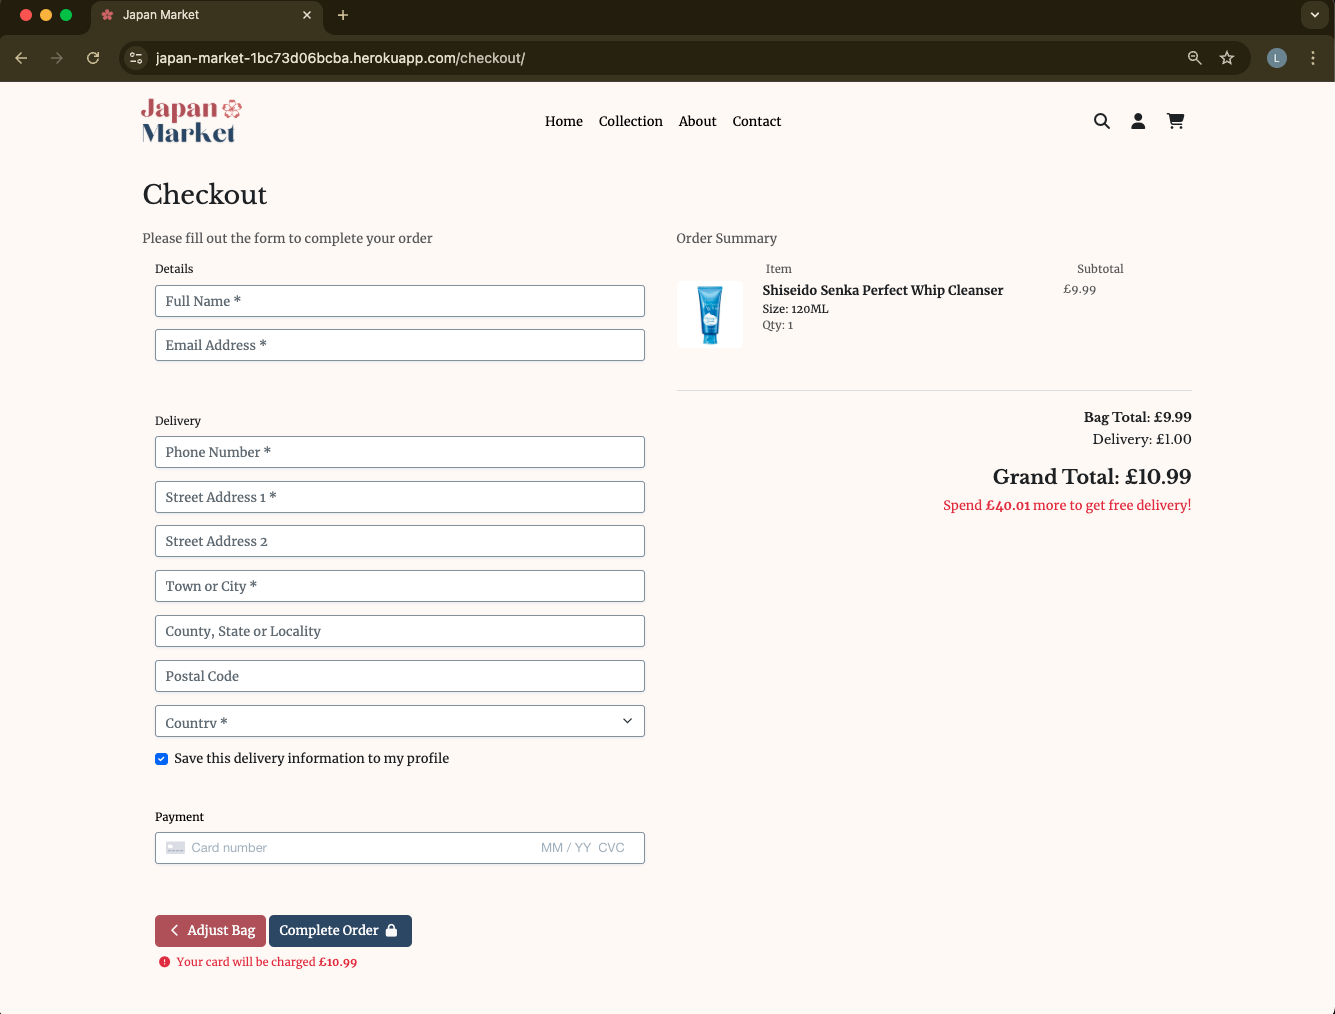 Japan Market
japan-market-1bc73d06bcba.herokuapp.com/checkout/
L
Japan
Market
Home Collection About Contact
Checkout
Please fill out the form to complete your order
Details
Full Name *
Email Address *
Delivery
Phone Number *
Street Address 1 *
Street Address 2
Town or City *
County, State or Locality
Postal Code
Country *
Save this delivery information to my profile
Payment
Card number MM / YY CVC
Adjust Bag Complete Order
Your card will be charged £10.99
Order Summary
Item Subtotal
Shiseido Senka Perfect Whip Cleanser £9.99
Size: 120ML
Qty: 1
Bag Total: £9.99
Delivery: £1.00
Grand Total: £10.99
Spend £40.01 more to get free delivery!